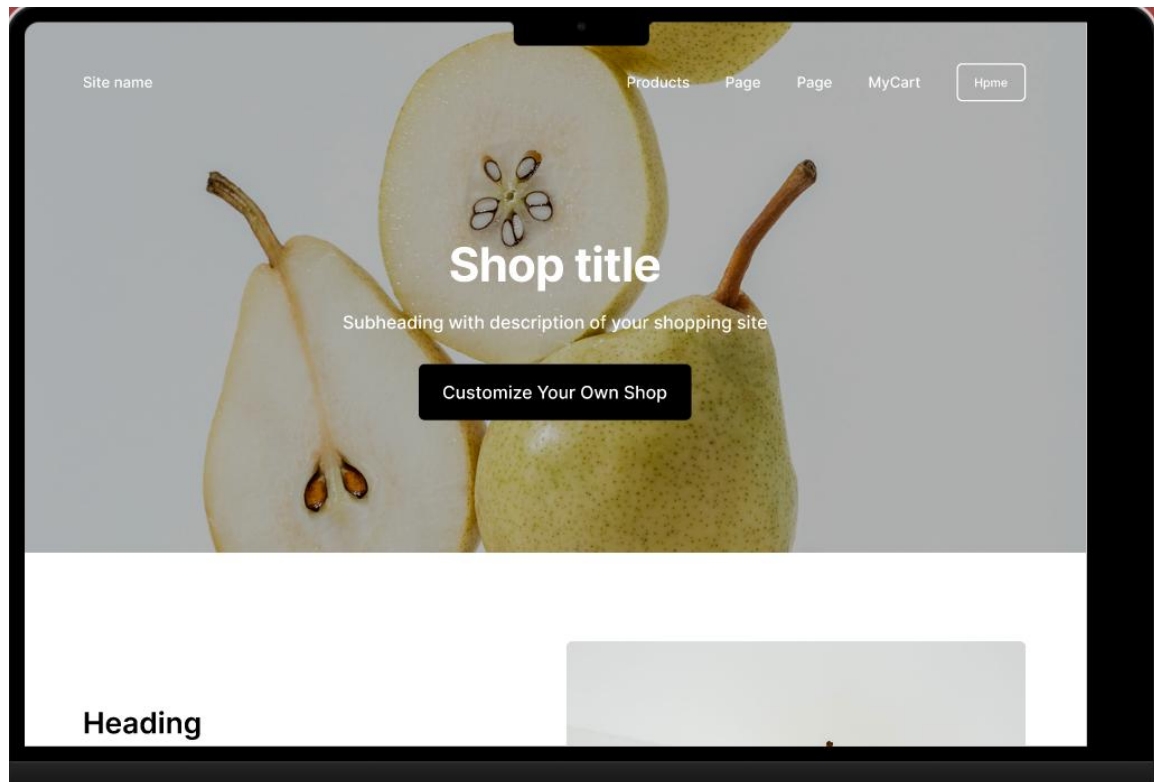 Site name Products Page Page MyCart Hpme
Shop title
Subheading with description of your shopping site
Customize Your Own Shop
Heading